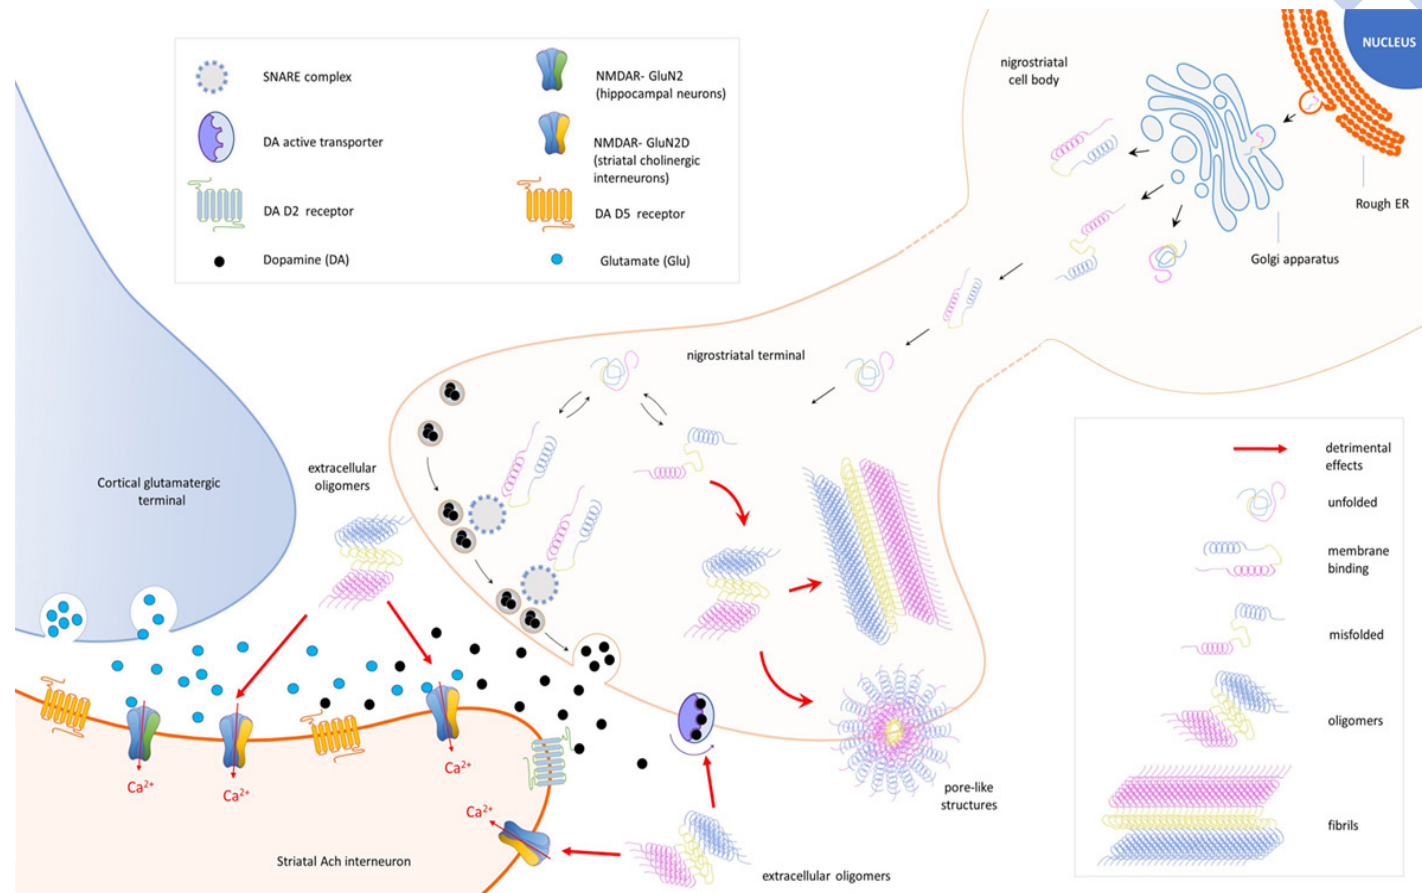 NUCLEUS
nigrostriatal
cell body
Rough ER
Golgi apparatus
SNARE complex
NMDAR- GluN2
(hippocampal neurons)
DA active transporter
NMDAR- GluN2D
(striatal cholinergic
interneurons)
DA D2 receptor
DA D5 receptor
Dopamine (DA)
Glutamate (Glu)
nigrostriatal terminal
Cortical glutamatergic
terminal
extracellular
oligomers
detrimental
effects
unfolded
membrane
binding
misfolded
oligomers
fibrils
Ca²⁺
Ca²⁺
Ca²⁺
Ca²⁺
pore-like
structures
Striatal Ach interneuron
extracellular oligomers